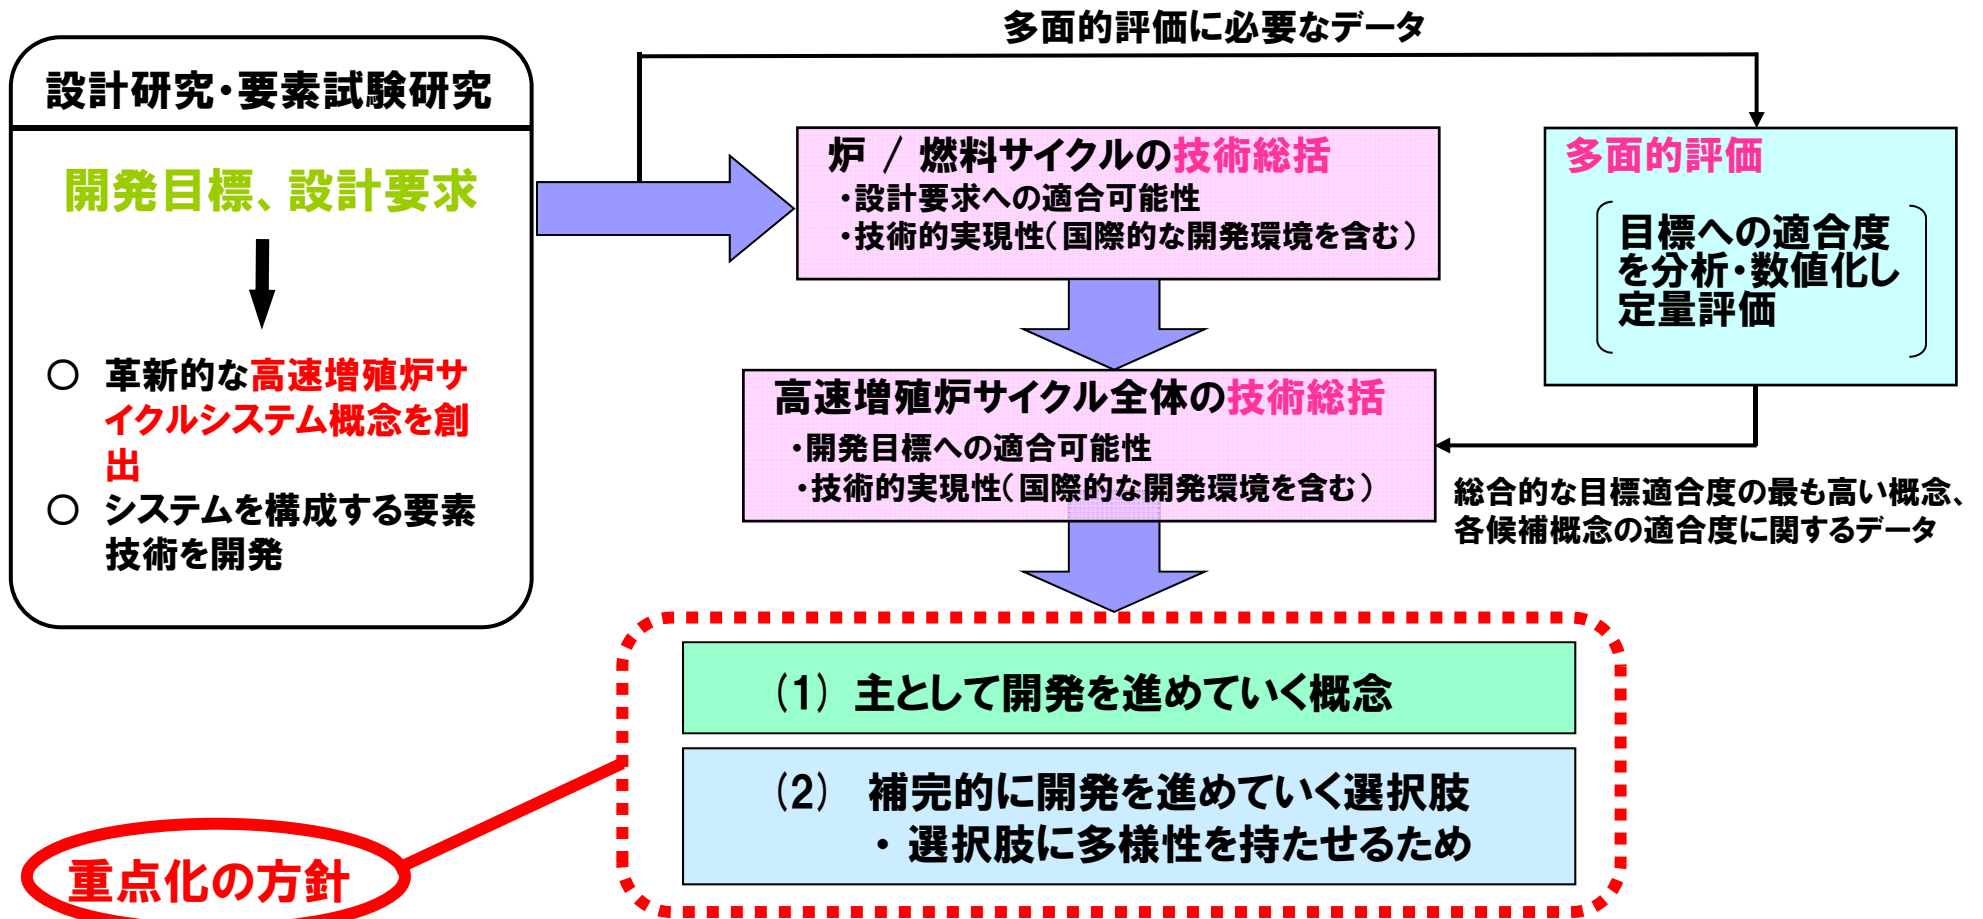 多面的評価に必要なデータ
設計研究・要素試験研究
開発目標、設計要求
○ 革新的な高速増殖炉サ
イクルシステム概念を創
出
○ システムを構成する要素
技術を開発
炉 / 燃料サイクルの技術総括
・設計要求への適合可能性
・技術的実現性(国際的な開発環境を含む)
多面的評価
目標への適合度
を分析・数値化し
定量評価
高速増殖炉サイクル全体の技術総括
・開発目標への適合可能性
・技術的実現性(国際的な開発環境を含む)
総合的な目標適合度の最も高い概念、
各候補概念の適合度に関するデータ
(1) 主として開発を進めていく概念
(2) 補完的に開発を進めていく選択肢
・ 選択肢に多様性を持たせるため
重点化の方針